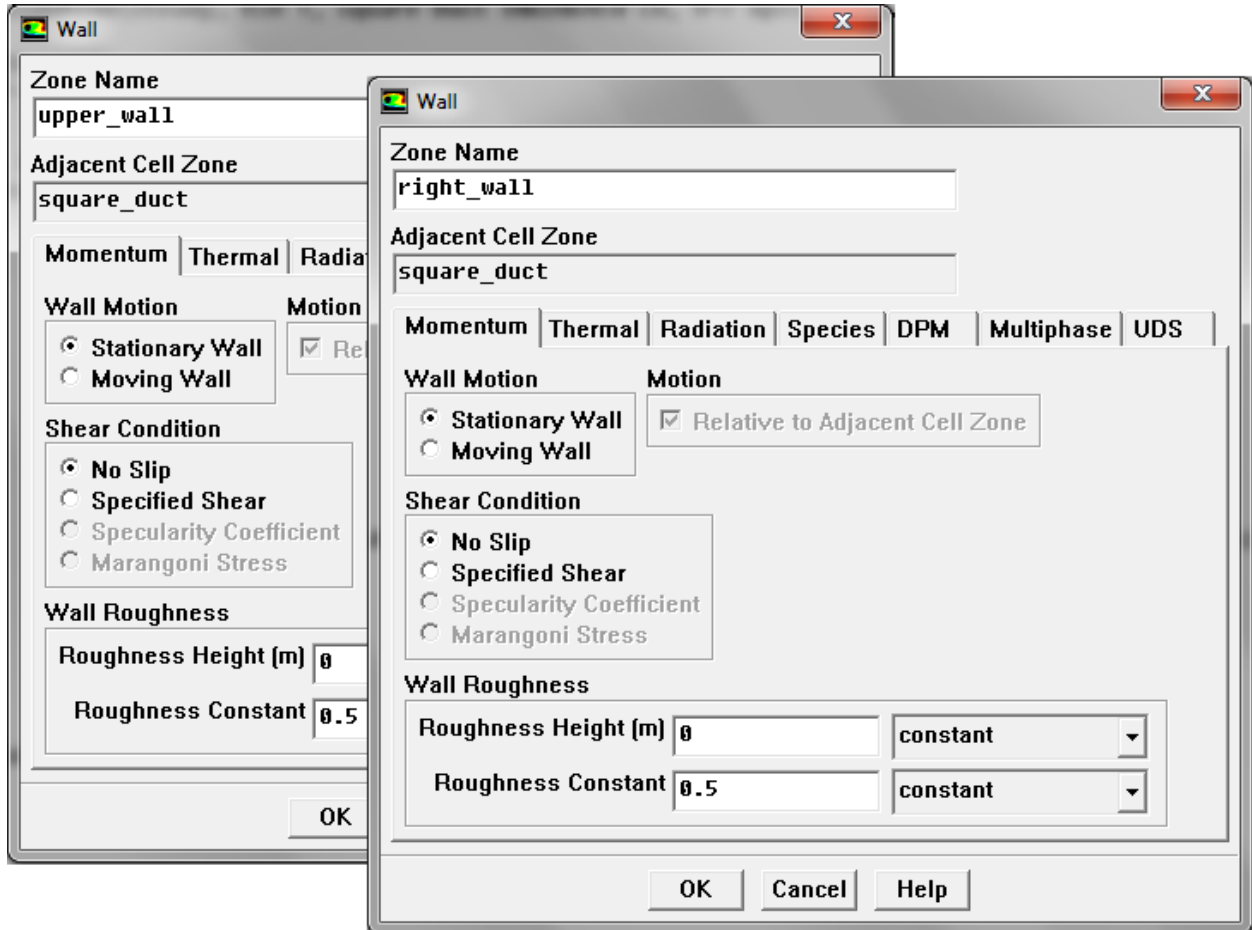 Wall
Zone Name
upper_wall
Adjacent Cell Zone
square_duct
Momentum Thermal
Wall Motion Motion
Stationary Wall
Moving Wall
Shear Condition
No Slip
Specified Shear
Specularity Coefficient
Marangoni Stress
Wall Roughness
Roughness Height (m) 0
Roughness Constant 0.5
OK
Wall
Zone Name
right_wall
Adjacent Cell Zone
square_duct
Momentum Thermal Radiation Species DPM Multiphase UDS
Wall Motion Motion
Stationary Wall Relative to Adjacent Cell Zone
Moving Wall
Shear Condition
No Slip
Specified Shear
Specularity Coefficient
Marangoni Stress
Wall Roughness
Roughness Height (m) 0 constant
Roughness Constant 0.5 constant
OK Cancel Help